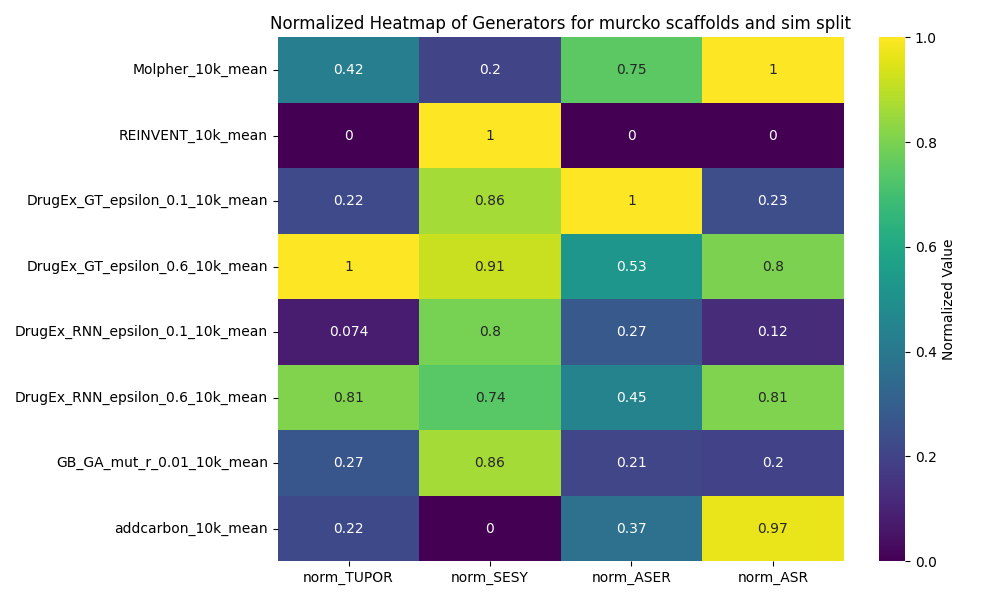 Normalized Heatmap of Generators for murcko scaffolds and sim split
Molpher_10k_mean 0.42 0.2 0.75 1
REINVENT_10k_mean 0 1 0 0
DrugEx_GT_epsilon_0.1_10k_mean 0.22 0.86 1 0.23
DrugEx_GT_epsilon_0.6_10k_mean 1 0.91 0.53 0.8
DrugEx_RNN_epsilon_0.1_10k_mean 0.074 0.8 0.27 0.12
DrugEx_RNN_epsilon_0.6_10k_mean 0.81 0.74 0.45 0.81
GB_GA_mut_r_0.01_10k_mean 0.27 0.86 0.21 0.2
addcarbon_10k_mean 0.22 0 0.37 0.97
norm_TUPOR norm_SESY norm_ASER norm_ASR
1.0
0.8
0.6
0.4
0.2
0.0
Normalized Value